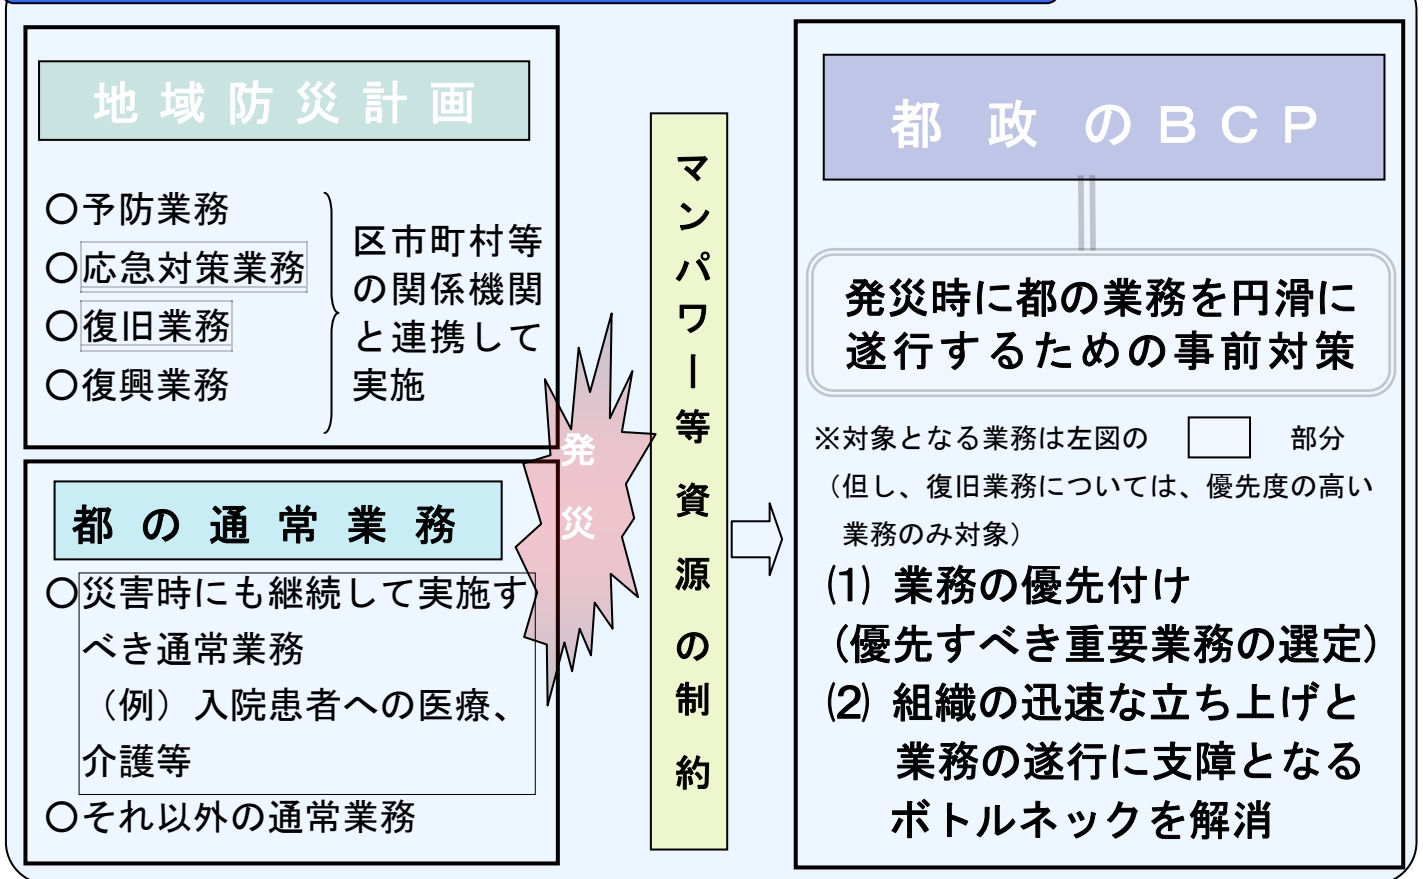 地域防災計画
〇予防業務
〇応急対策業務
〇復旧業務
〇復興業務
区市町村等
の関係機関
と連携して
実施
都の通常業務
〇災害時にも継続して実施す
べき通常業務
（例）入院患者への医療、
介護等
〇それ以外の通常業務
発災
マンパワー等資源の制約
都政のＢＣＰ
発災時に都の業務を円滑に
遂行するための事前対策
※対象となる業務は左図の　部分
（但し、復旧業務については、優先度の高い
業務のみ対象）
⑴ 業務の優先付け
（優先すべき重要業務の選定）
⑵ 組織の迅速な立ち上げと
業務の遂行に支障となる
ボトルネックを解消